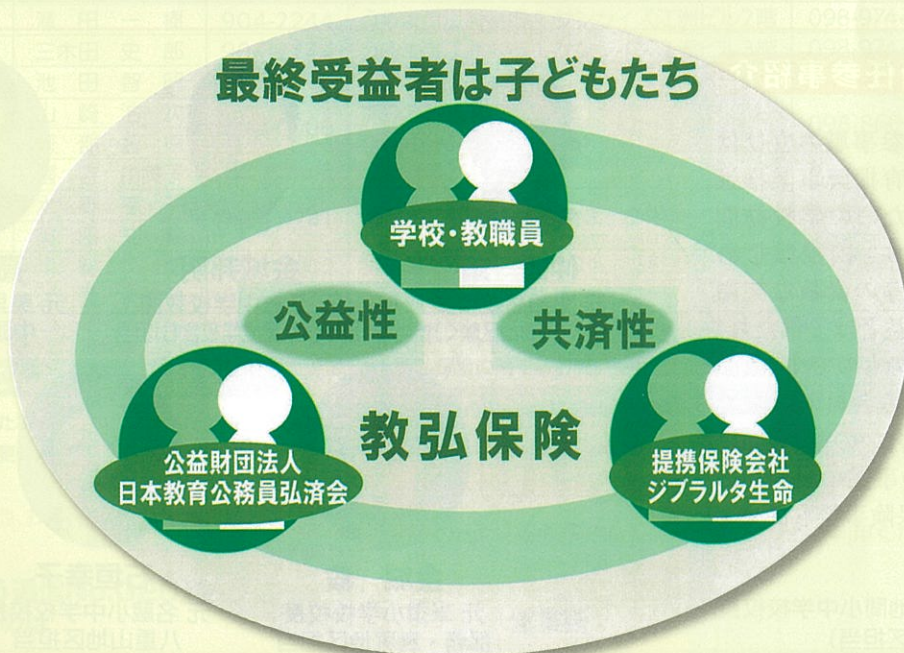 最終受益者は子どもたち
学校・教職員
公益性
共済性
教弘保険
公益財団法人
日本教育公務員弘済会
提携保険会社
ジブラルタ生命